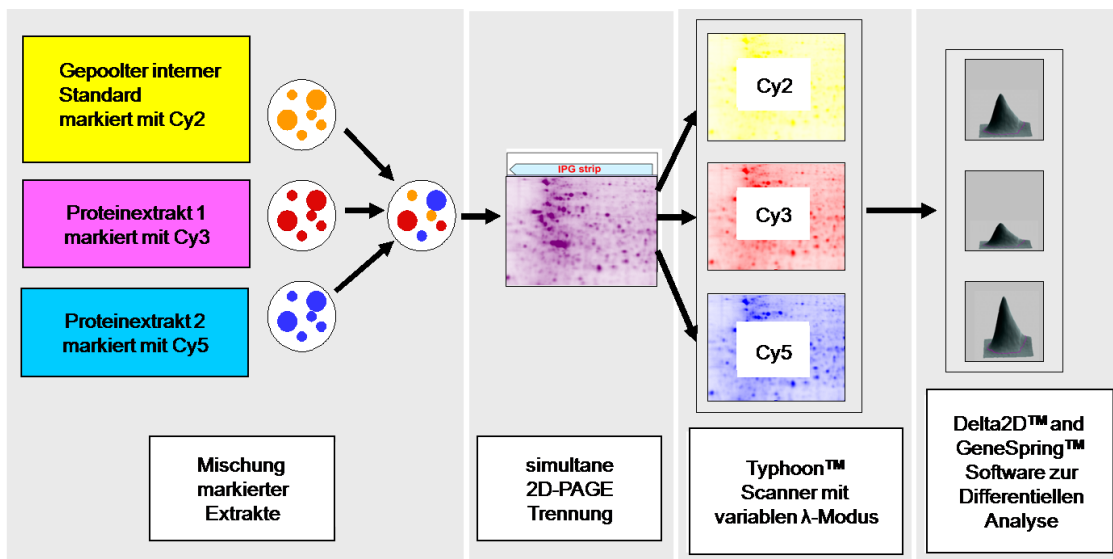 Gepoolter interner
Standard
markiert mit Cy2
Proteinextrakt 1
markiert mit Cy3
Proteinextrakt 2
markiert mit Cy5
Mischung
markierter
Extrakte
IPG strip
simultane
2D-PAGE
Trennung
Cy2
Cy3
Cy5
Typhoon™
Scanner mit
variablen λ-Modus
Delta2D™ and
GeneSpring™
Software zur
Differentiellen
Analyse